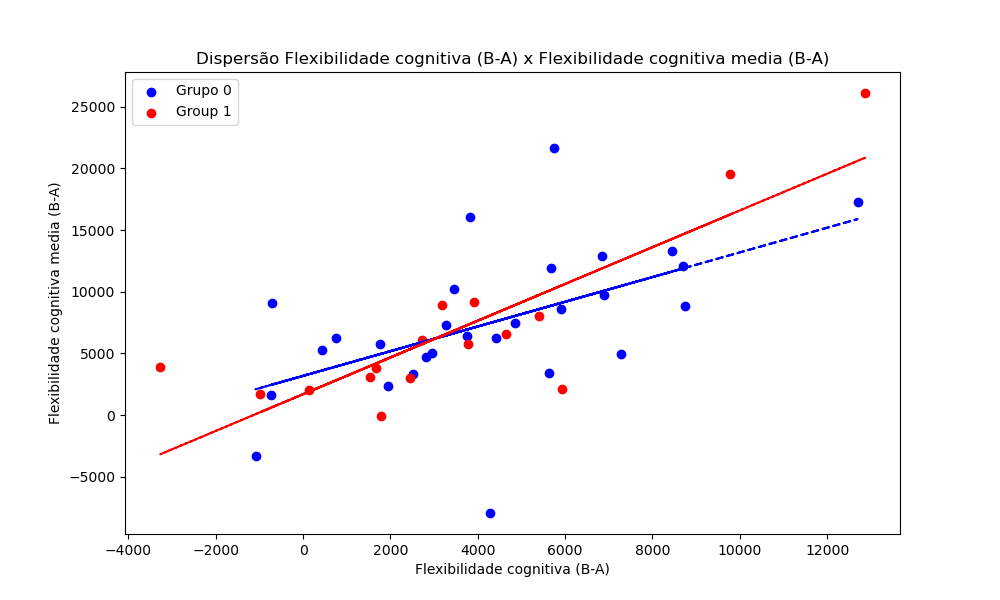 Dispersão Flexibilidade cognitiva (B-A) x Flexibilidade cognitiva media (B-A)
Grupo 0
Group 1
25000
20000
15000
10000
5000
0
−5000
Flexibilidade cognitiva media (B-A)
−4000 −2000 0 2000 4000 6000 8000 10000 12000
Flexibilidade cognitiva (B-A)